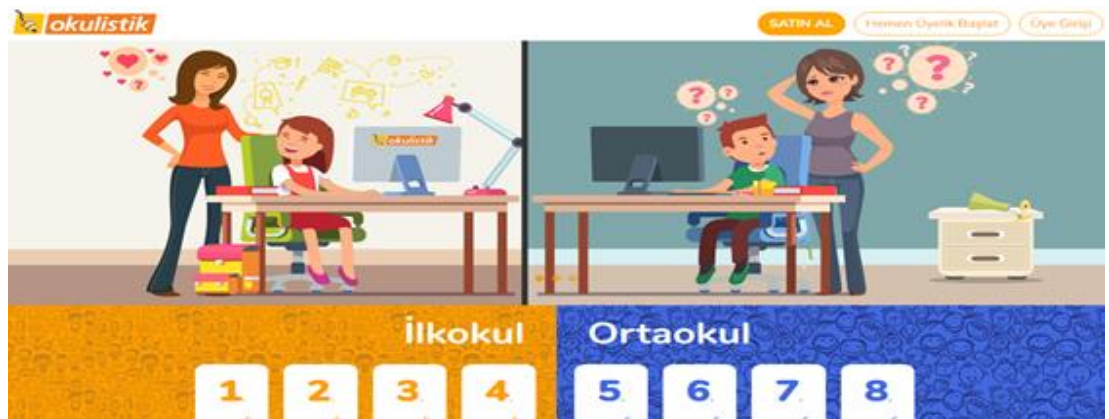 okulistik
SATIN AL
Hemen Üyelik Başlat
Üye Girişi
okulistik
İlkokul
Ortaokul
1.
2.
3.
4.
5.
6.
7.
8.